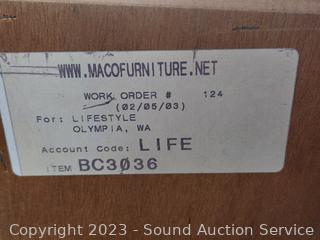 WWW.MACOFURNITURE.NET
WORK ORDER # 124
(02/05/03)
For: LIFESTYLE
OLYMPIA, WA
Account Code: LIFE
ITEM BC3036
Copyright 2023 - Sound Auction Service